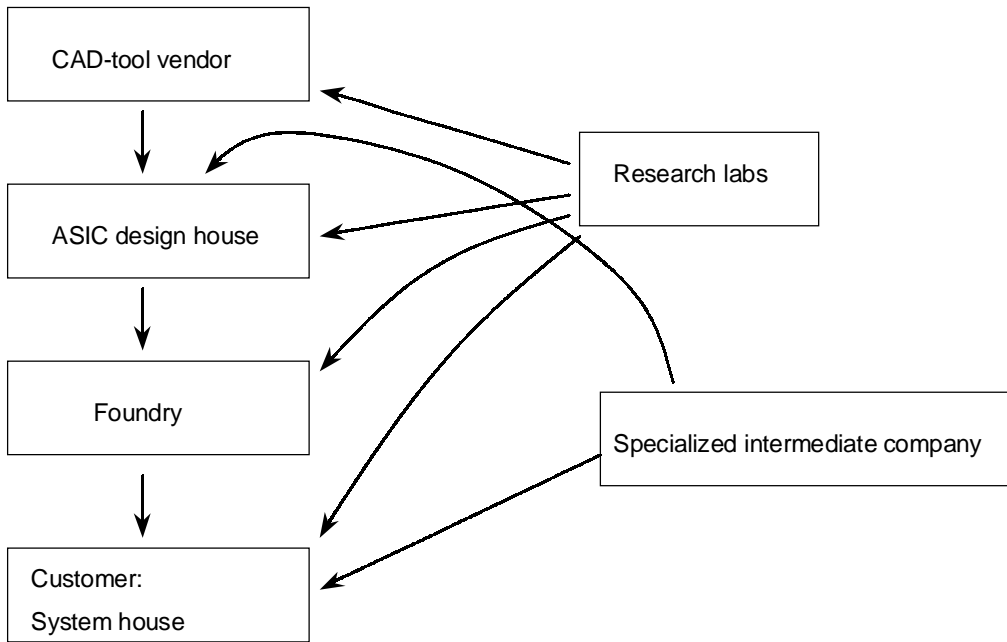 CAD-tool vendor
Research labs
ASIC design house
Foundry
Specialized intermediate company
Customer:
System house